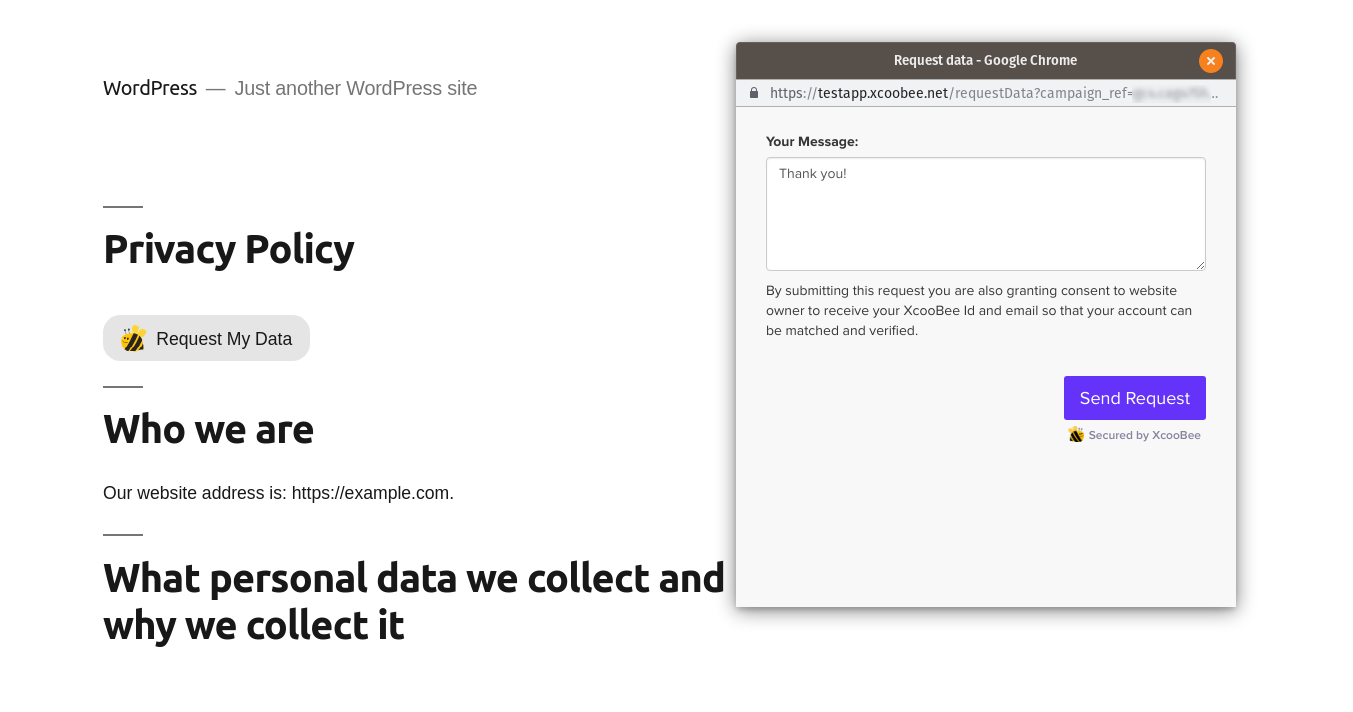 WordPress — Just another WordPress site
Privacy Policy
Request My Data
Who we are
Our website address is: https://example.com.
What personal data we collect and
why we collect it
Request data - Google Chrome
https://testapp.xcoobee.net/requestData?campaign_ref=
Your Message:
Thank you!
By submitting this request you are also granting consent to website
owner to receive your XcooBee Id and email so that your account can
be matched and verified.
Send Request
Secured by XcooBee